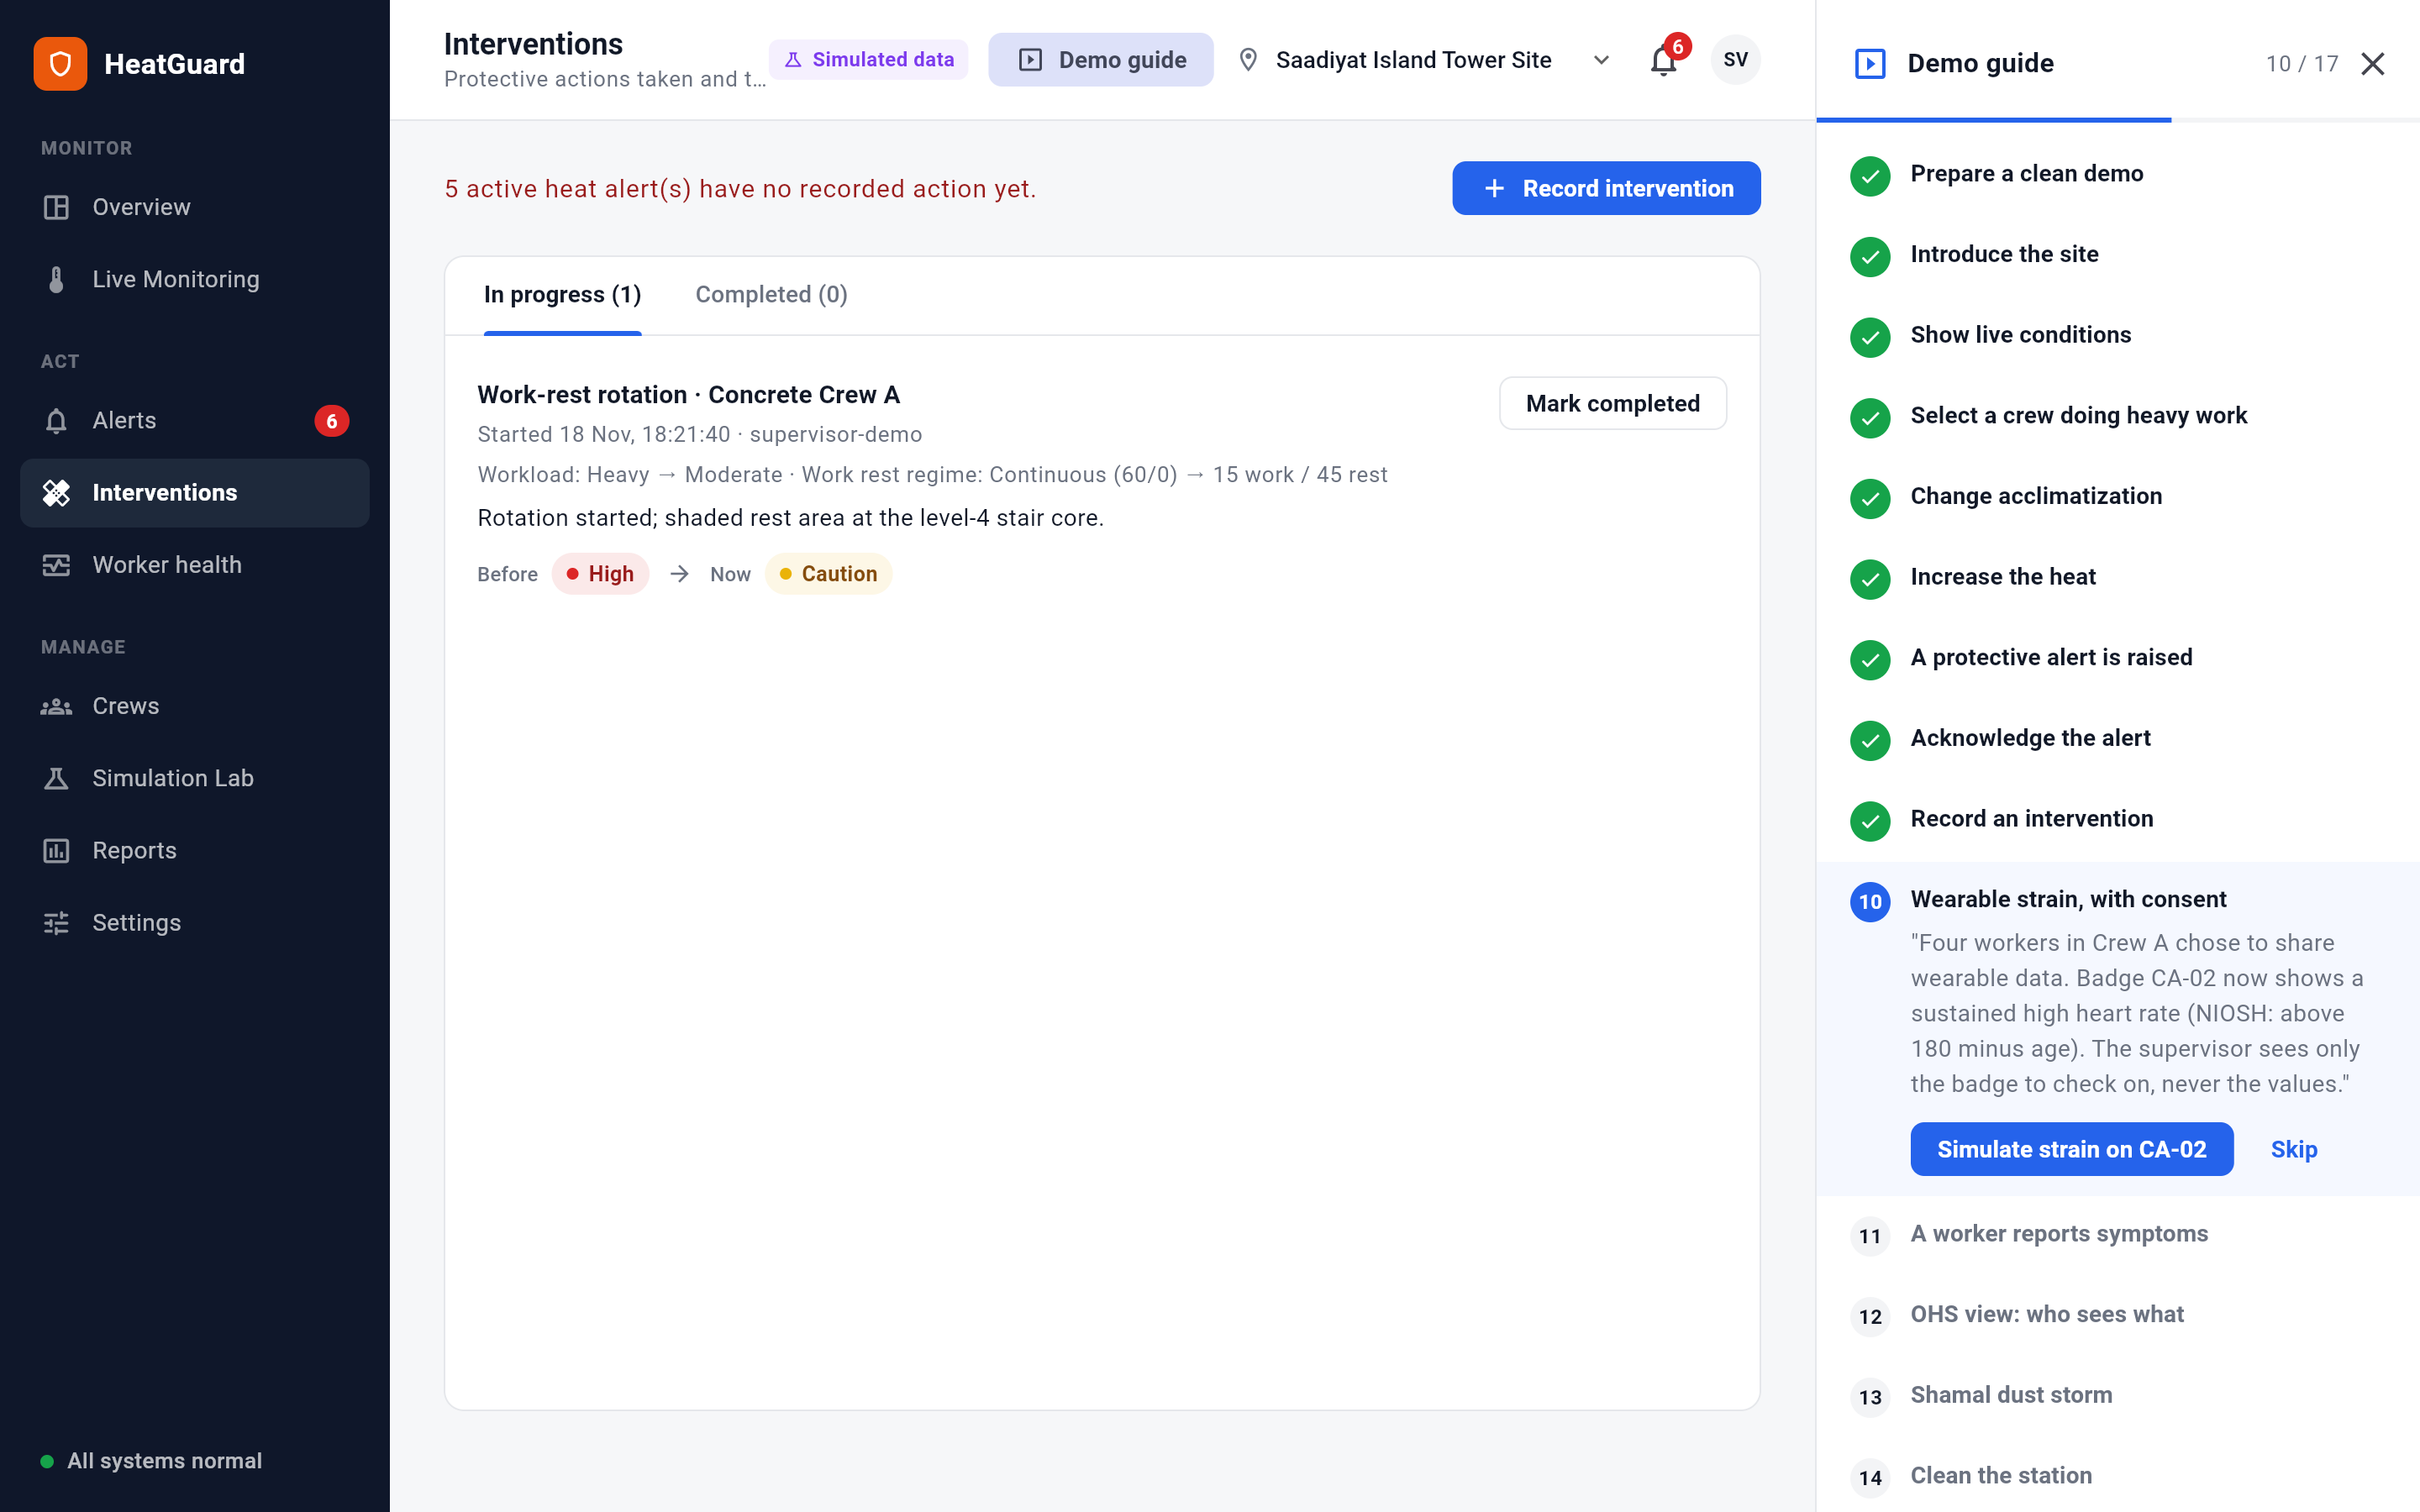 HeatGuard
MONITOR
Overview
Live Monitoring
ACT
Alerts
6
Interventions
Worker health
MANAGE
Crews
Simulation Lab
Reports
Settings
All systems normal
Interventions
Protective actions taken and t…
Simulated data
Demo guide
Saadiyat Island Tower Site
6
SV
5 active heat alert(s) have no recorded action yet.
+ Record intervention
In progress (1)
Completed (0)
Work-rest rotation · Concrete Crew A
Mark completed
Started 18 Nov, 18:21:40 · supervisor-demo
Workload: Heavy → Moderate · Work rest regime: Continuous (60/0) → 15 work / 45 rest
Rotation started; shaded rest area at the level-4 stair core.
Before High → Now Caution
Demo guide
10 / 17
Prepare a clean demo
Introduce the site
Show live conditions
Select a crew doing heavy work
Change acclimatization
Increase the heat
A protective alert is raised
Acknowledge the alert
Record an intervention
10 Wearable strain, with consent
"Four workers in Crew A chose to share
wearable data. Badge CA-02 now shows a
sustained high heart rate (NIOSH: above
180 minus age). The supervisor sees only
the badge to check on, never the values."
Simulate strain on CA-02
Skip
11 A worker reports symptoms
12 OHS view: who sees what
13 Shamal dust storm
14 Clean the station